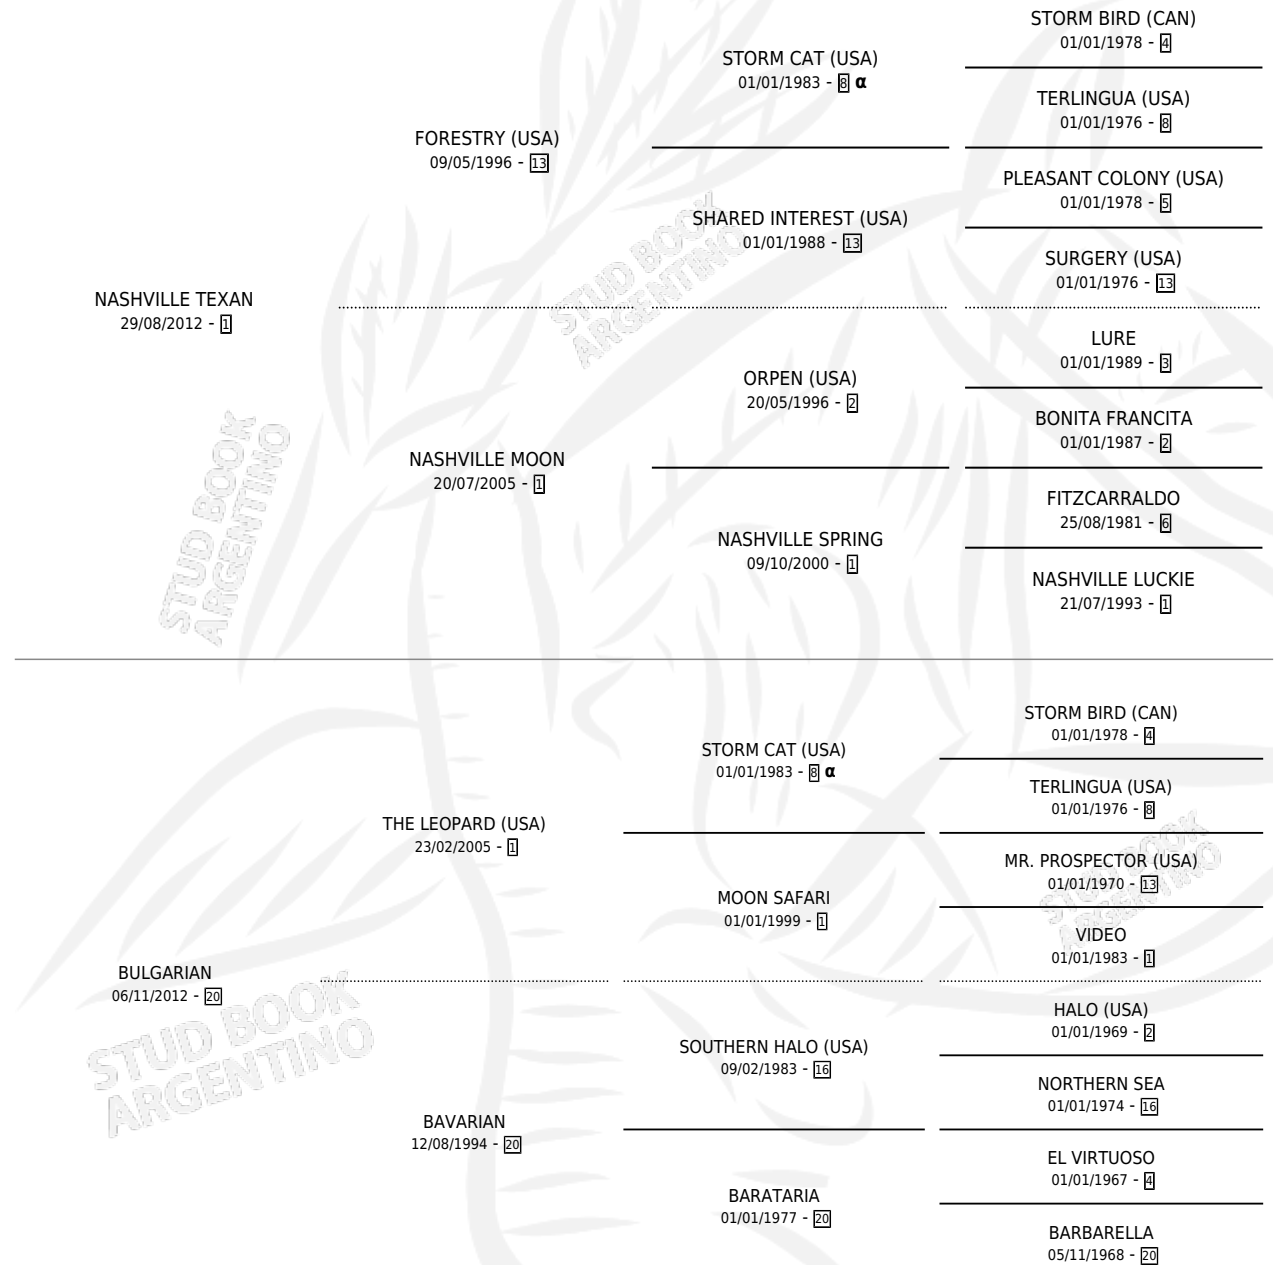 STORM BIRD (CAN)
01/01/1978 - 4
STORM CAT (USA)
01/01/1983 - 8 α
TERLINGUA (USA)
01/01/1976 - 8
FORESTRY (USA)
09/05/1996 - 13
PLEASANT COLONY (USA)
01/01/1978 - 5
SHARED INTEREST (USA)
01/01/1988 - 13
SURGERY (USA)
01/01/1976 - 13
NASHVILLE TEXAN
29/08/2012 - 1
LURE
01/01/1989 - 3
ORPEN (USA)
20/05/1996 - 2
BONITA FRANCITA
01/01/1987 - 2
NASHVILLE MOON
20/07/2005 - 1
FITZCARRALDO
25/08/1981 - 6
NASHVILLE SPRING
09/10/2000 - 1
NASHVILLE LUCKIE
21/07/1993 - 1
STUD BOOK
ARGENTINO
STUD BOOK
ARGENTINO
STORM BIRD (CAN)
01/01/1978 - 4
STORM CAT (USA)
01/01/1983 - 8 α
TERLINGUA (USA)
01/01/1976 - 8
THE LEOPARD (USA)
23/02/2005 - 1
MR. PROSPECTOR (USA)
01/01/1970 - 13
MOON SAFARI
01/01/1999 - 1
VIDEO
01/01/1983 - 1
BULGARIAN
06/11/2012 - 20
HALO (USA)
01/01/1969 - 2
SOUTHERN HALO (USA)
09/02/1983 - 16
NORTHERN SEA
01/01/1974 - 16
BAVARIAN
12/08/1994 - 20
EL VIRTUOSO
01/01/1967 - 4
BARATARIA
01/01/1977 - 20
BARBARELLA
05/11/1968 - 20
STUD BOOK
ARGENTINO
STUD BOOK
ARGENTINO